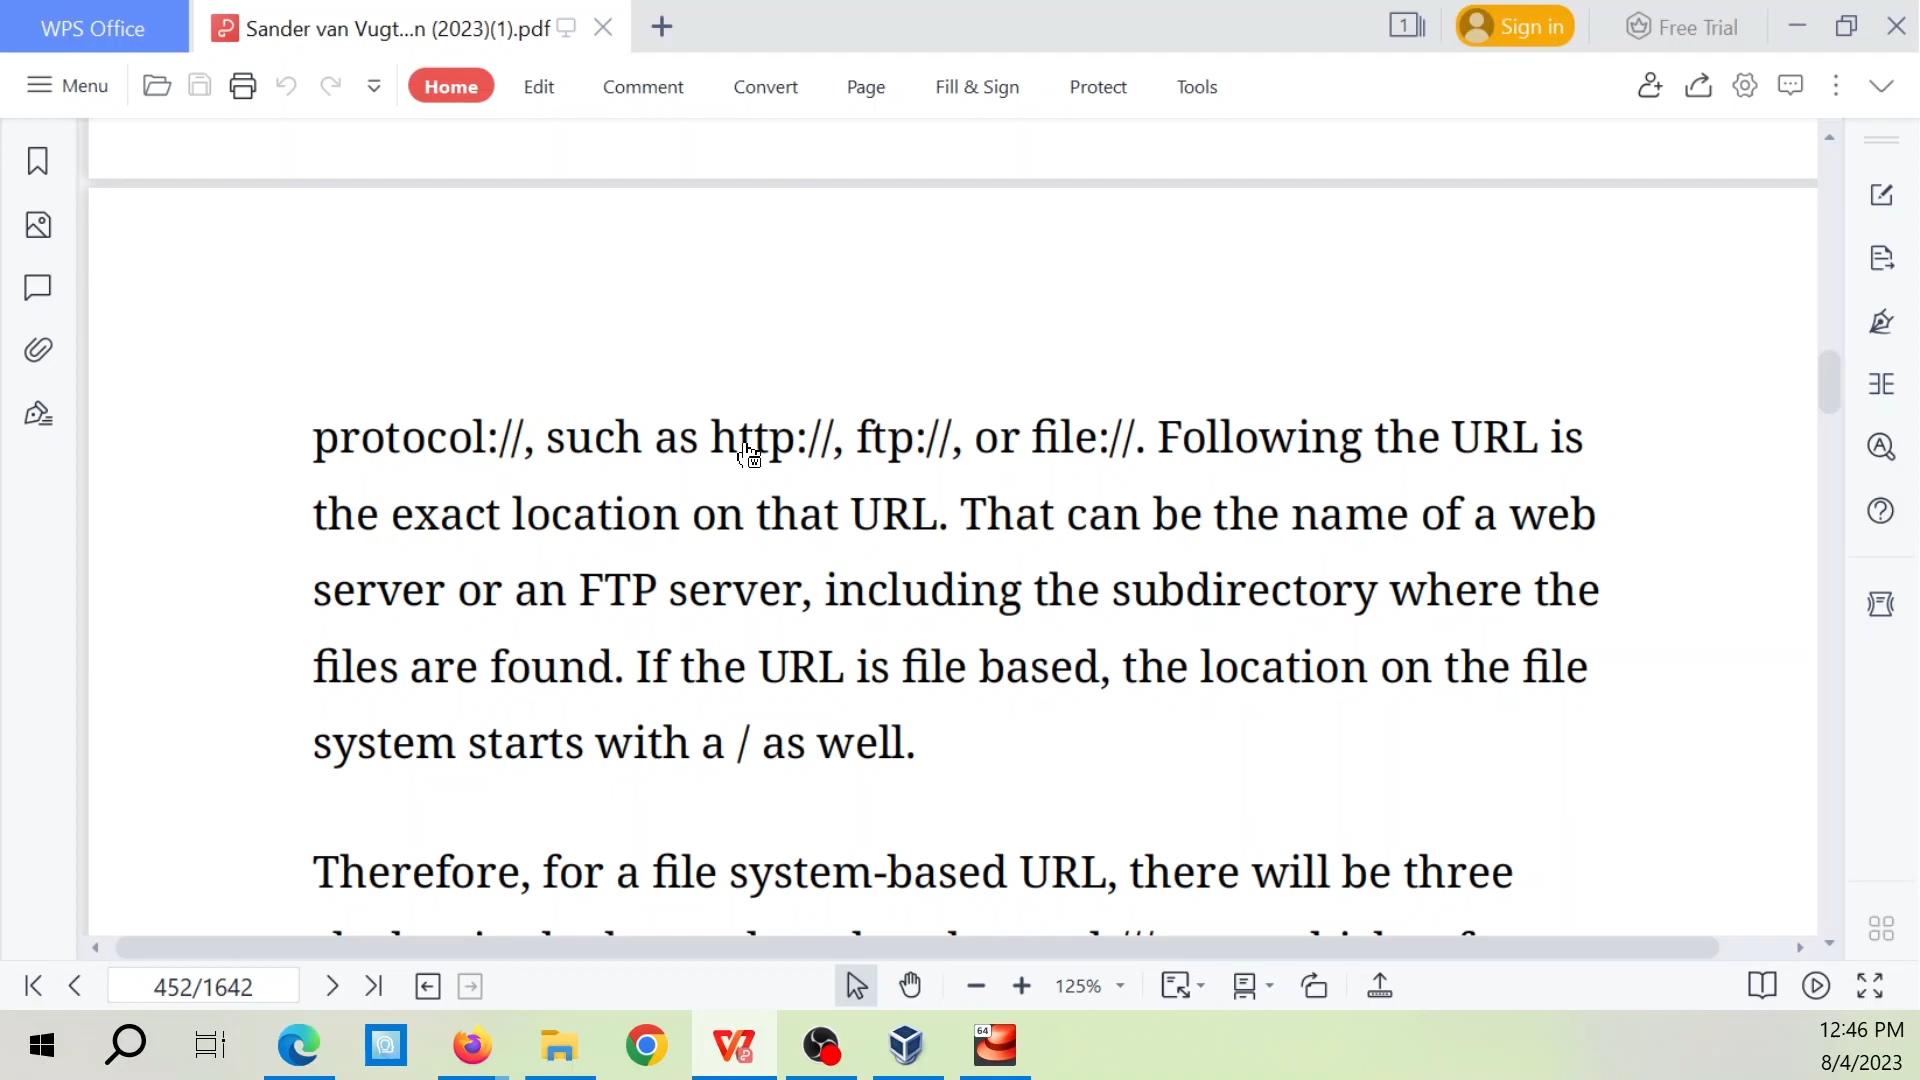 WPS Office
Sander van Vugt...n (2023)(1).pdf
1
Sign in
Free Trial
Menu
Home
Edit
Comment
Convert
Page
Fill & Sign
Protect
Tools
protocol://, such as http://, ftp://, or file://. Following the URL is
the exact location on that URL. That can be the name of a web
server or an FTP server, including the subdirectory where the
files are found. If the URL is file based, the location on the file
system starts with a / as well.
Therefore, for a file system-based URL, there will be three
452/1642
125%
64
12:46 PM
8/4/2023